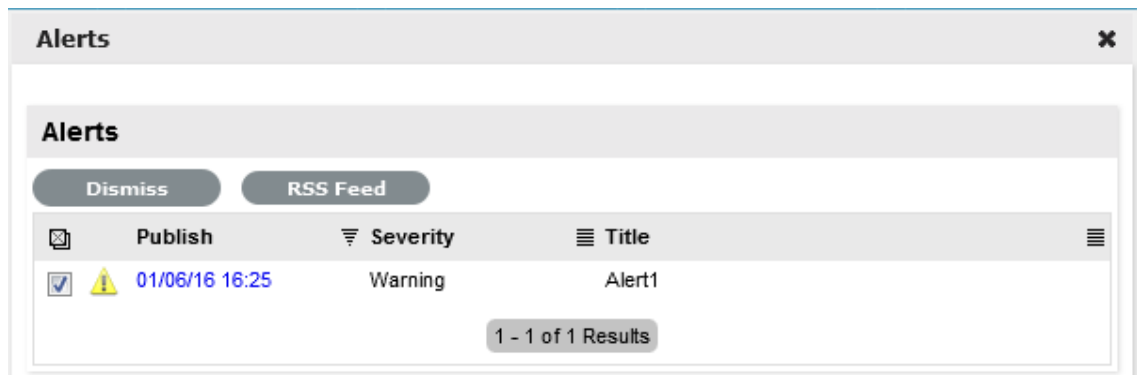 Alerts
Alerts
Dismiss RSS Feed
Publish Severity Title
01/06/16 16:25 Warning Alert1
1 - 1 of 1 Results